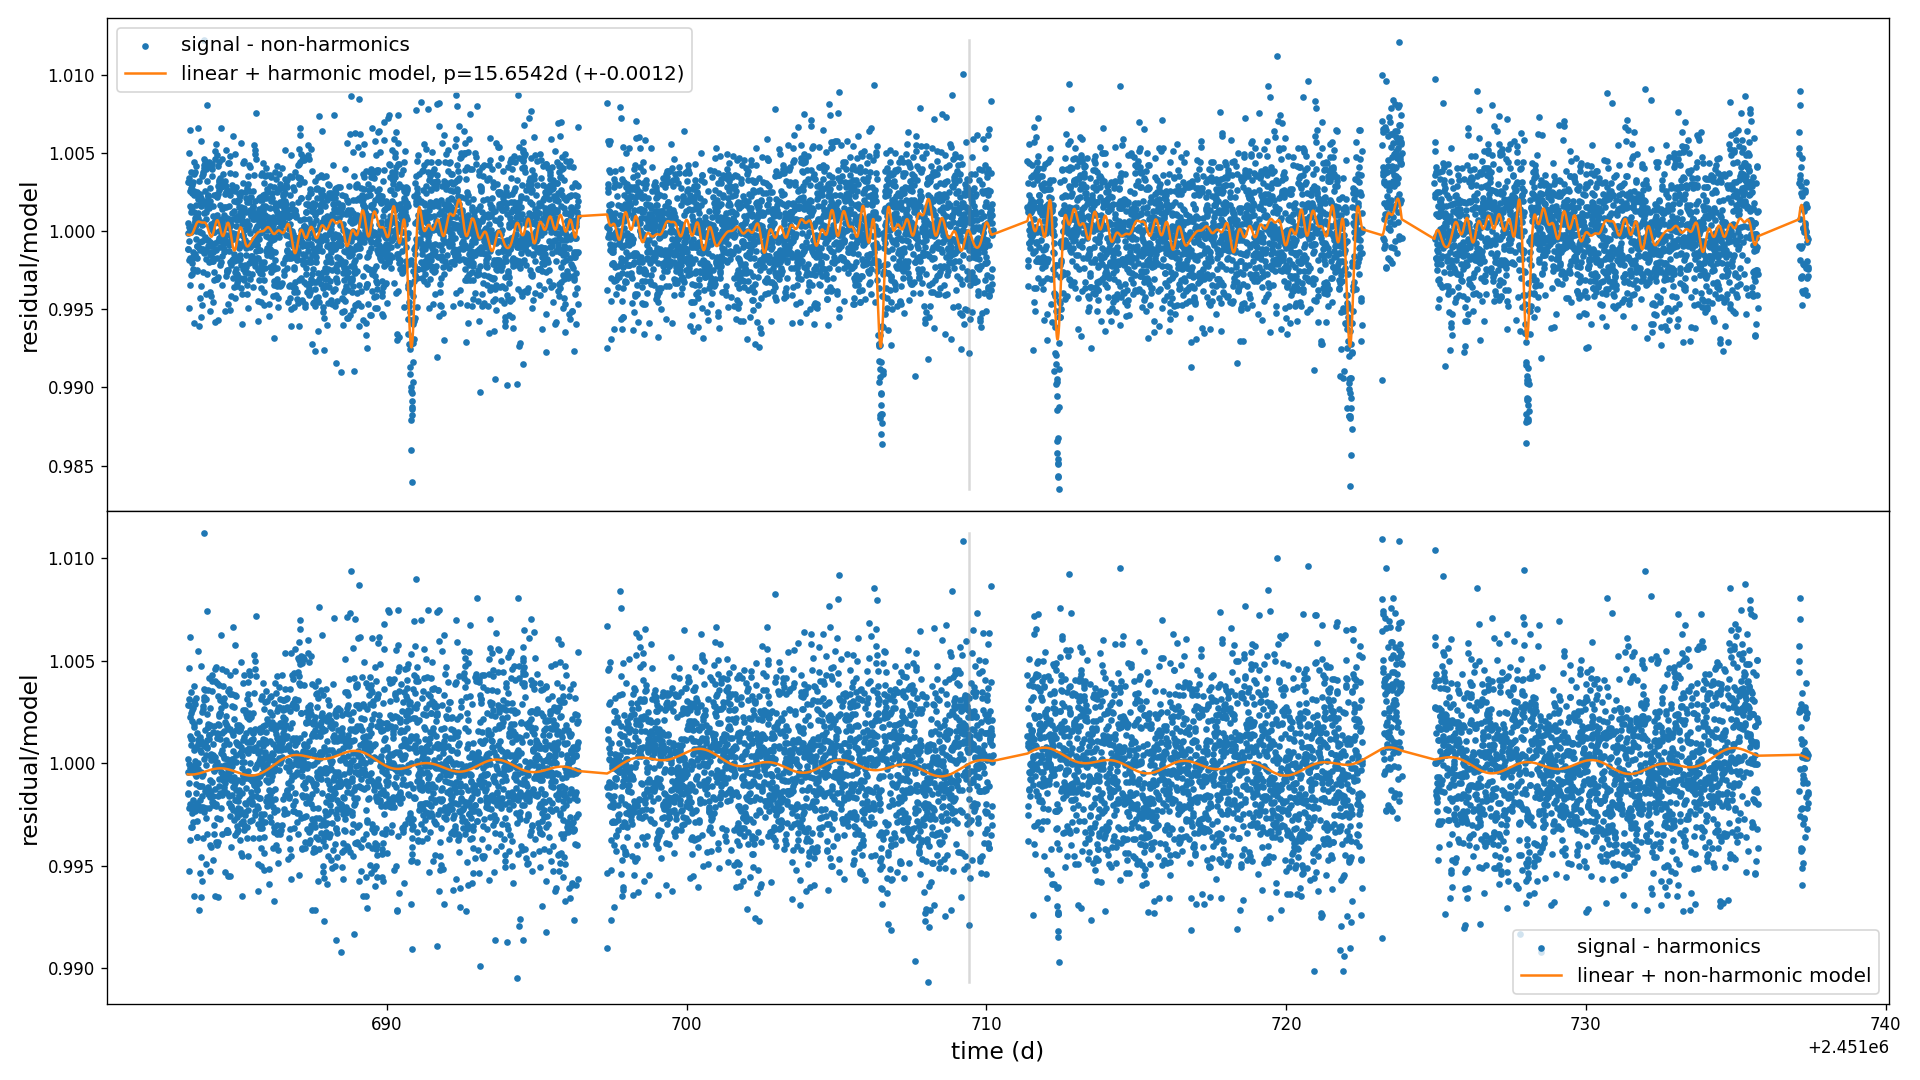 signal - non-harmonics
linear + harmonic model, p=15.6542d (+-0.0012)
1.010
1.005
1.000
0.995
0.990
0.985
residual/model
1.010
1.005
1.000
0.995
0.990
residual/model
signal - harmonics
linear + non-harmonic model
690
700
710
720
730
740
time (d)
+2.451e6